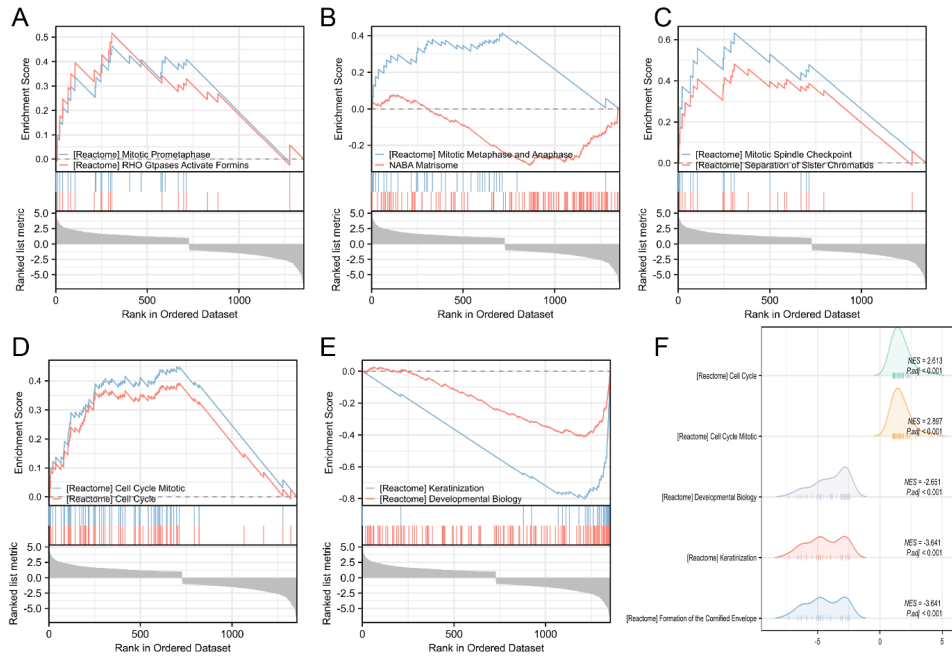 A
Enrichment Score
0.5
0.4
0.3
0.2
0.1
0.0
[Reactome] Mitotic Prometaphase
[Reactome] RHO Gtpases Activate Formins
Ranked list metric
5.0
2.5
0.0
-2.5
-5.0
0
500
1000
Rank in Ordered Dataset
B
Enrichment Score
0.4
0.2
0.0
-0.2
[Reactome] Mitotic Metaphase and Anaphase
NABA Matrisome
Ranked list metric
5.0
2.5
0.0
-2.5
-5.0
0
500
1000
Rank in Ordered Dataset
C
Enrichment Score
0.6
0.4
0.2
0.0
[Reactome] Mitotic Spindle Checkpoint
[Reactome] Separation of Sister Chromatids
Ranked list metric
5.0
2.5
0.0
-2.5
-5.0
0
500
1000
Rank in Ordered Dataset
D
Enrichment Score
0.4
0.3
0.2
0.1
0.0
[Reactome] Cell Cycle Mitotic
[Reactome] Cell Cycle
Ranked list metric
5.0
2.5
0.0
-2.5
-5.0
0
500
1000
Rank in Ordered Dataset
E
Enrichment Score
0.0
-0.2
-0.4
-0.6
-0.8
[Reactome] Keratinization
[Reactome] Developmental Biology
Ranked list metric
5.0
2.5
0.0
-2.5
-5.0
0
500
1000
Rank in Ordered Dataset
F
[Reactome] Cell Cycle
NES = 2.613
P.adj < 0.001
[Reactome] Cell Cycle Mitotic
NES = 2.897
P.adj < 0.001
[Reactome] Developmental Biology
NES = -2.651
P.adj < 0.001
[Reactome] Keratinization
NES = -3.641
P.adj < 0.001
[Reactome] Formation of the Cornified Envelope
NES = -3.641
P.adj < 0.001
-5
0
5